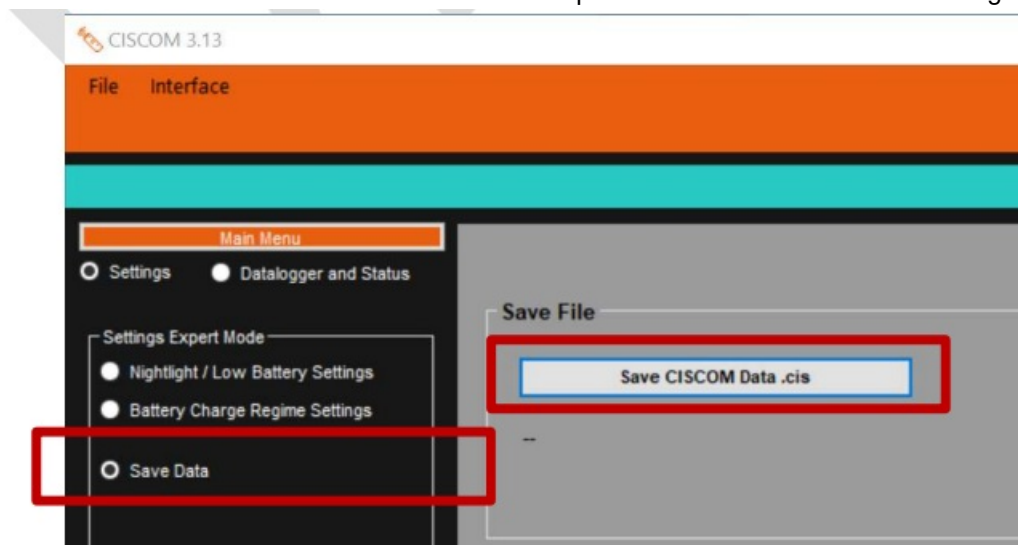 CISCOM 3.13
File Interface
Main Menu
Settings Datalogger and Status
Settings Expert Mode
Nightlight / Low Battery Settings
Battery Charge Regime Settings
Save Data
Save File
Save CISCOM Data .cis
--